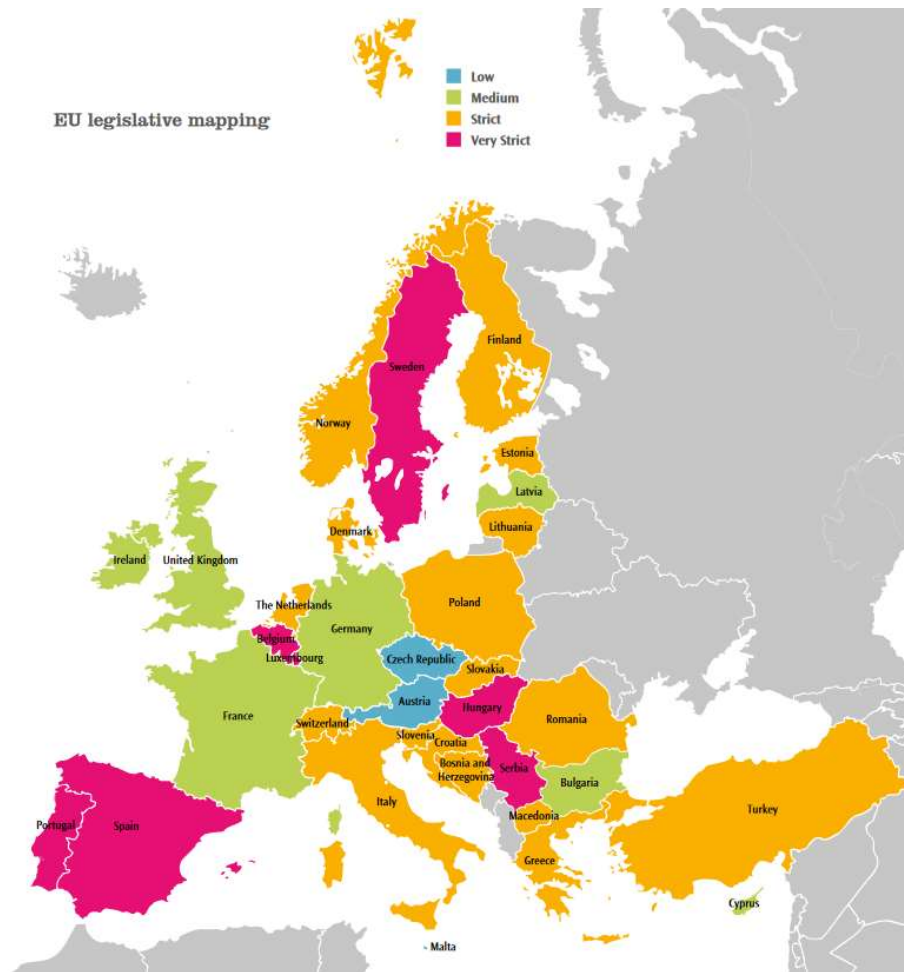 Low
Medium
EU legislative mapping
Strict
Very Strict
Finland
Sweden
Norway
Estonia
Latvia
Lithuania
Denmark
Ireland
United Kingdom
The Netherlands
Poland
Germany
Belgium
Luxembourg
Czech Republic
Slovakia
Austria
Hungary
France
Switzerland
Romania
Slovenia
Croatia
Bosnia and
Herzegovina
Serbia
Bulgaria
Italy
Portugal
Spain
Macedonia
Turkey
Greece
Cyprus
Malta